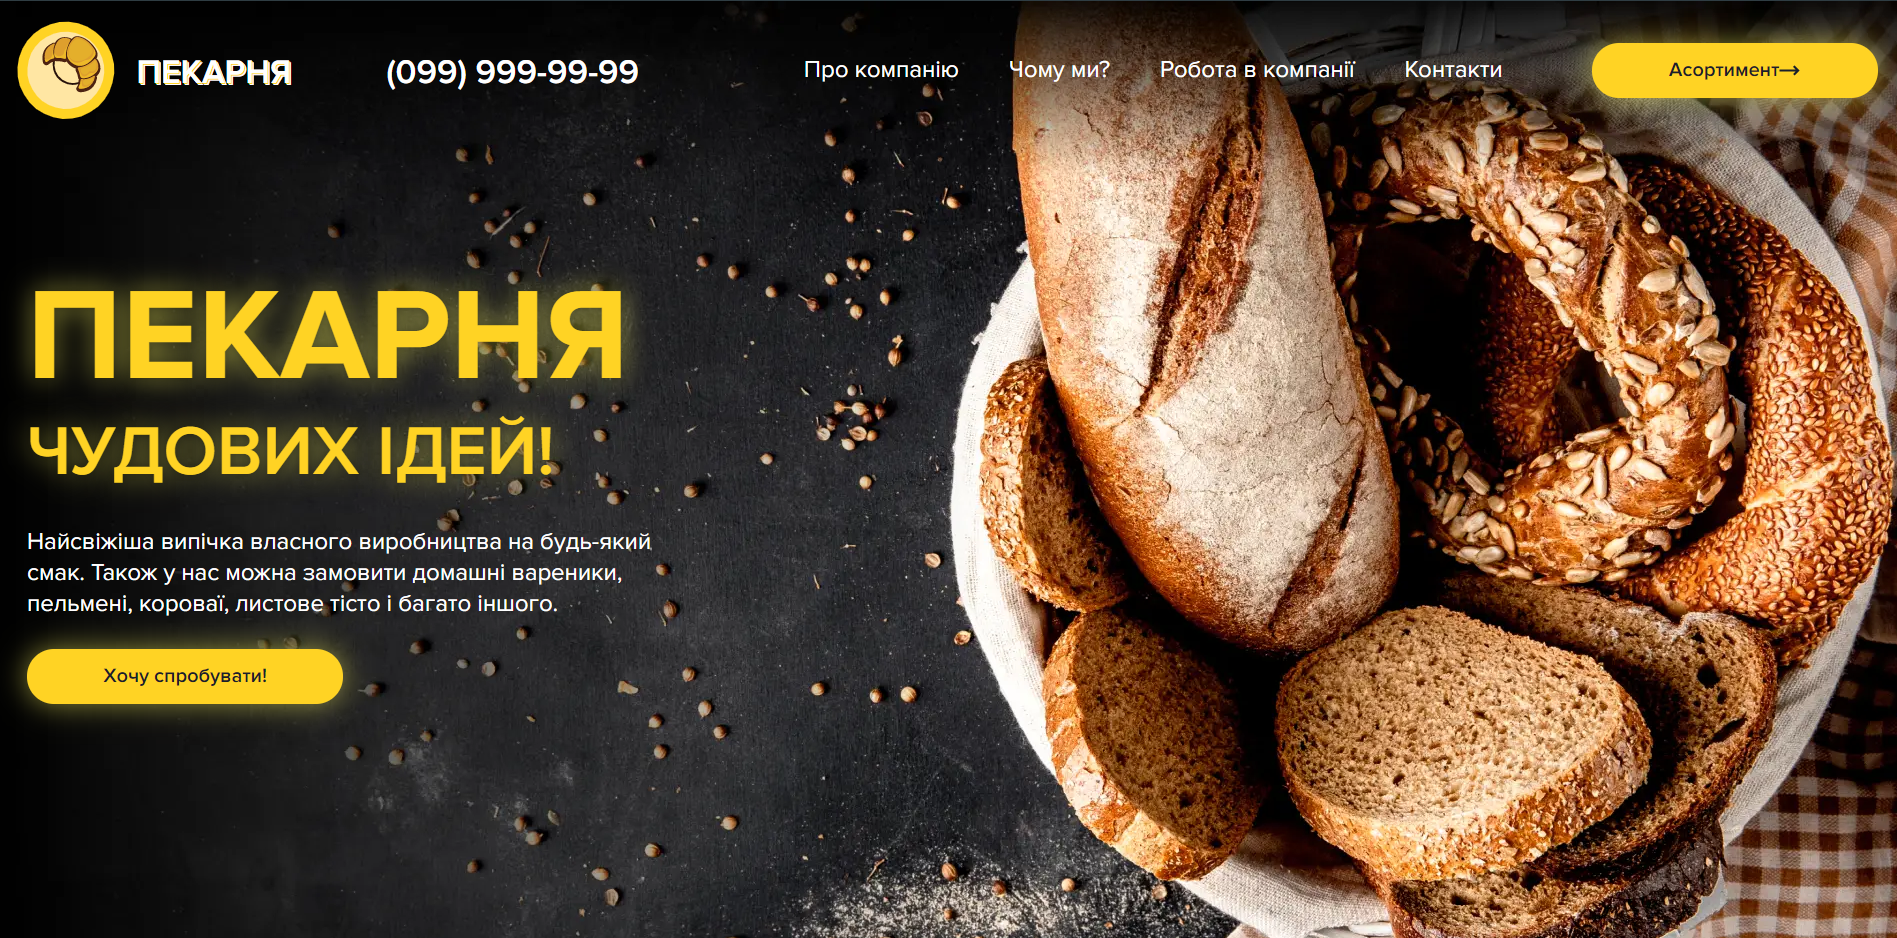 ПЕКАРНЯ
(099) 999-99-99
Про компанію
Чому ми?
Робота в компанії
Контакти
Асортимент→
ПЕКАРНЯ
ЧУДОВИХ ІДЕЙ!
Найсвіжіша випічка власного виробництва на будь-який
смак. Також у нас можна замовити домашні вареники,
пельмені, короваї, листове тісто і багато іншого.
Хочу спробувати!